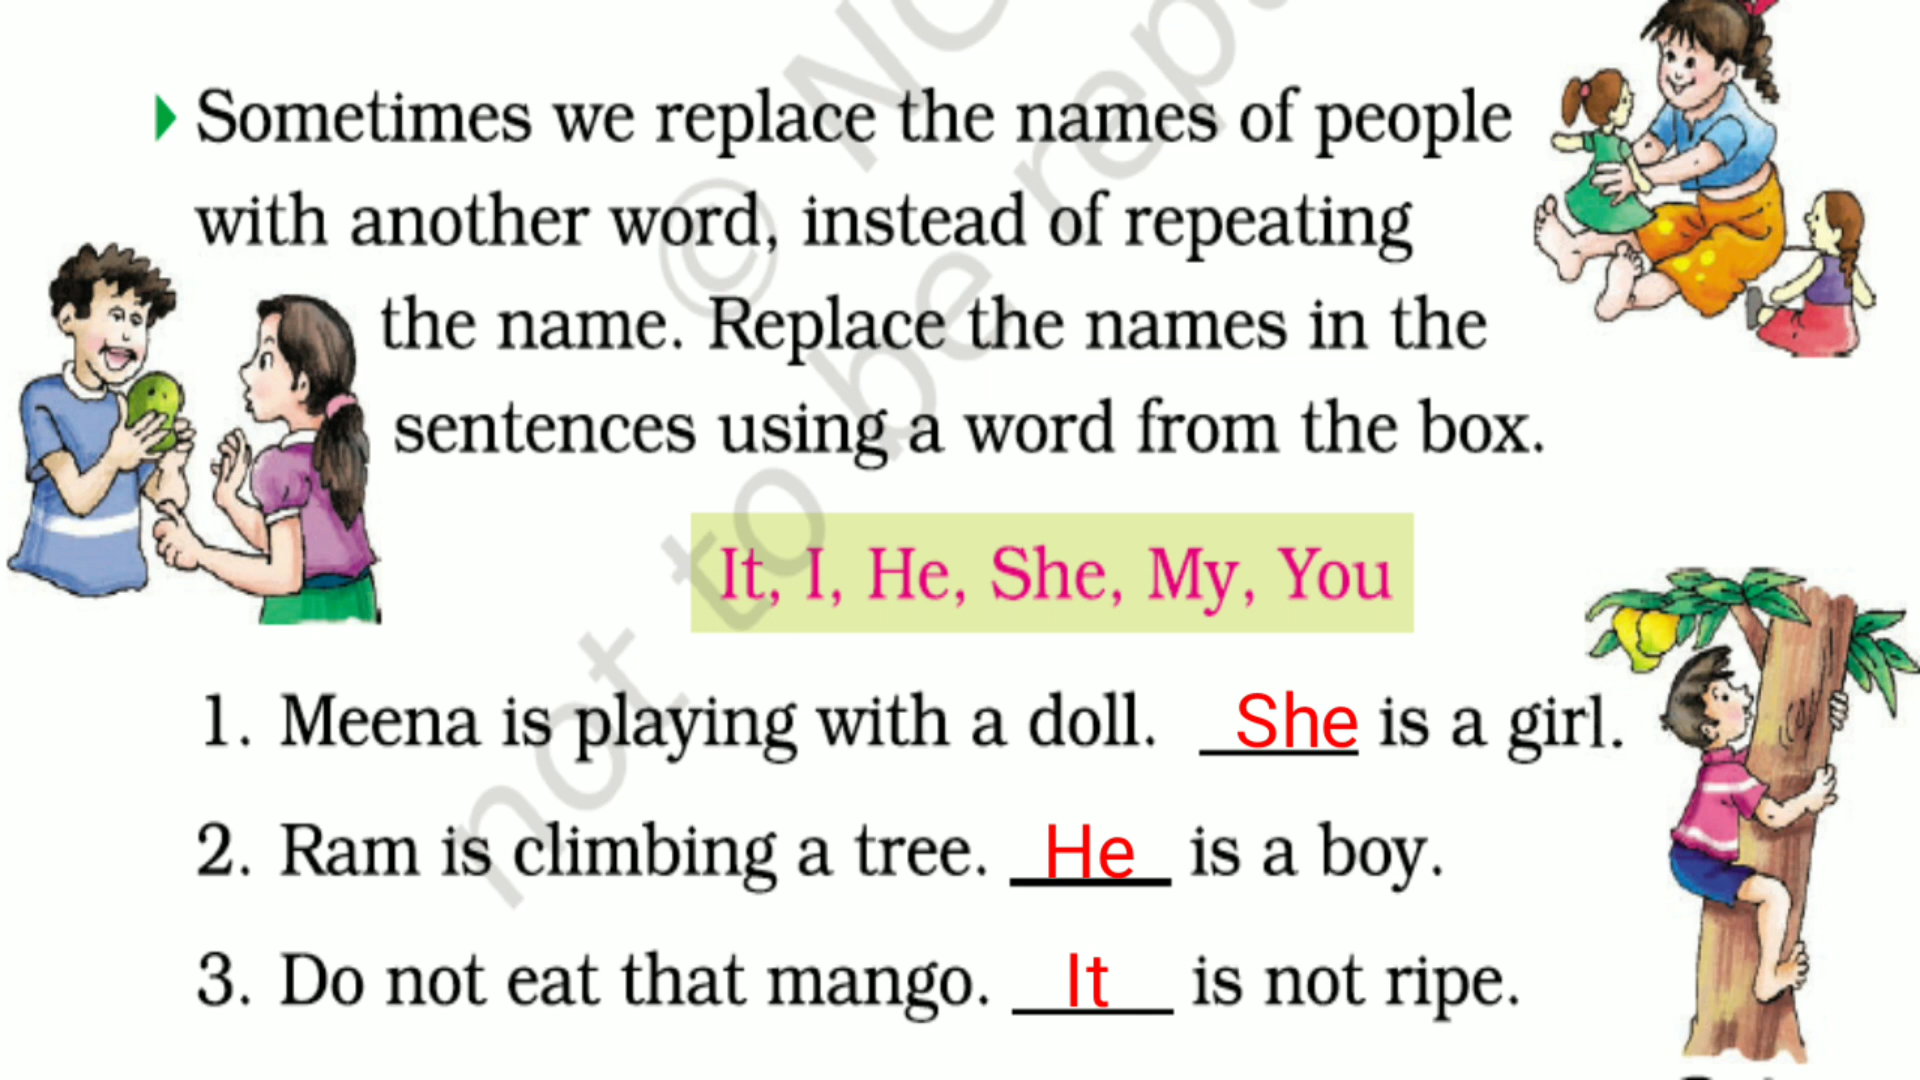 Sometimes we replace the names of people
with another word, instead of repeating
the name. Replace the names in the
sentences using a word from the box.
It, I, He, She, My, You
1. Meena is playing with a doll. She is a girl.
2. Ram is climbing a tree. He is a boy.
3. Do not eat that mango. It is not ripe.
not to be